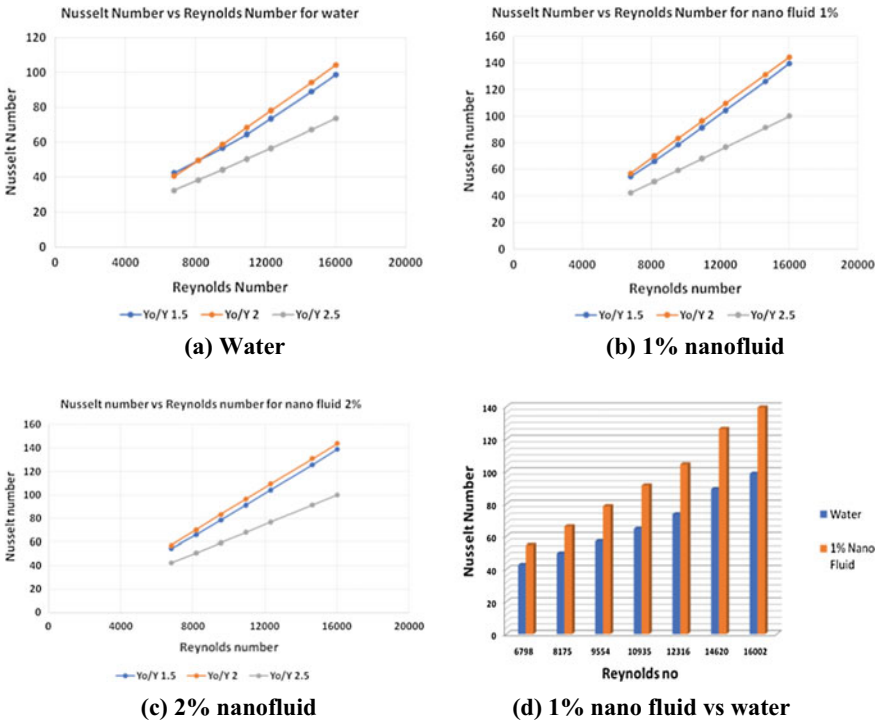 Nusselt Number vs Reynolds Number for water
Nusselt Number
120
100
80
60
40
20
0
0 4000 8000 12000 16000 20000
Reynolds Number
Yo/Y 1.5 Yo/Y 2 Yo/Y 2.5
(a) Water
Nusselt Number vs Reynolds Number for nano fluid 1%
Nusselt number
160
140
120
100
80
60
40
20
0
0 4000 8000 12000 16000 20000
Reynolds number
Yo/Y 1.5 Yo/Y 2 Yo/Y 2.5
(b) 1% nanofluid
Nusselt number vs Reynolds number for nano fluid 2%
Nusselt number
160
140
120
100
80
60
40
20
0
0 4000 8000 12000 16000 20000
Reynolds number
Yo/Y 1.5 Yo/Y 2 Yo/Y 2.5
(c) 2% nanofluid
Nusselt Number
140
120
100
80
60
40
20
0
6798 8175 9554 10935 12316 14620 16002
Reynolds no
Water
1% Nano
Fluid
(d) 1% nano fluid vs water